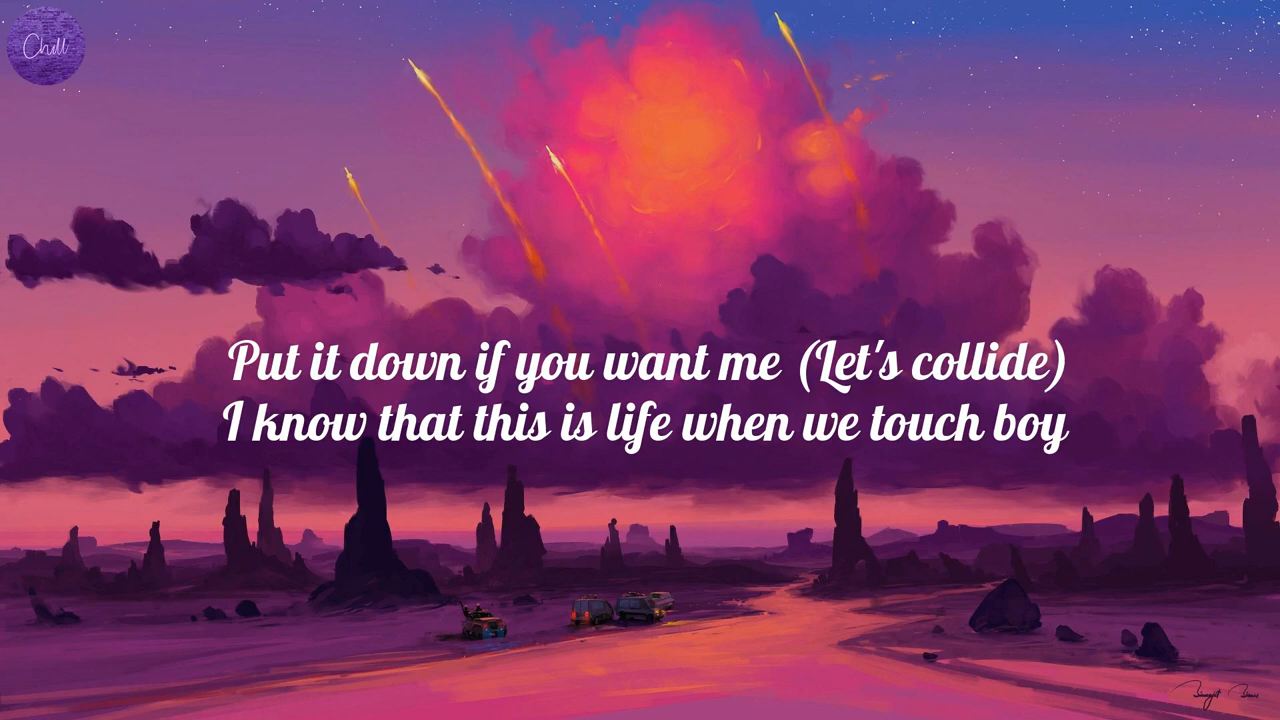 Chill
Put it down if you want me (Let's collide)
I know that this is life when we touch boy